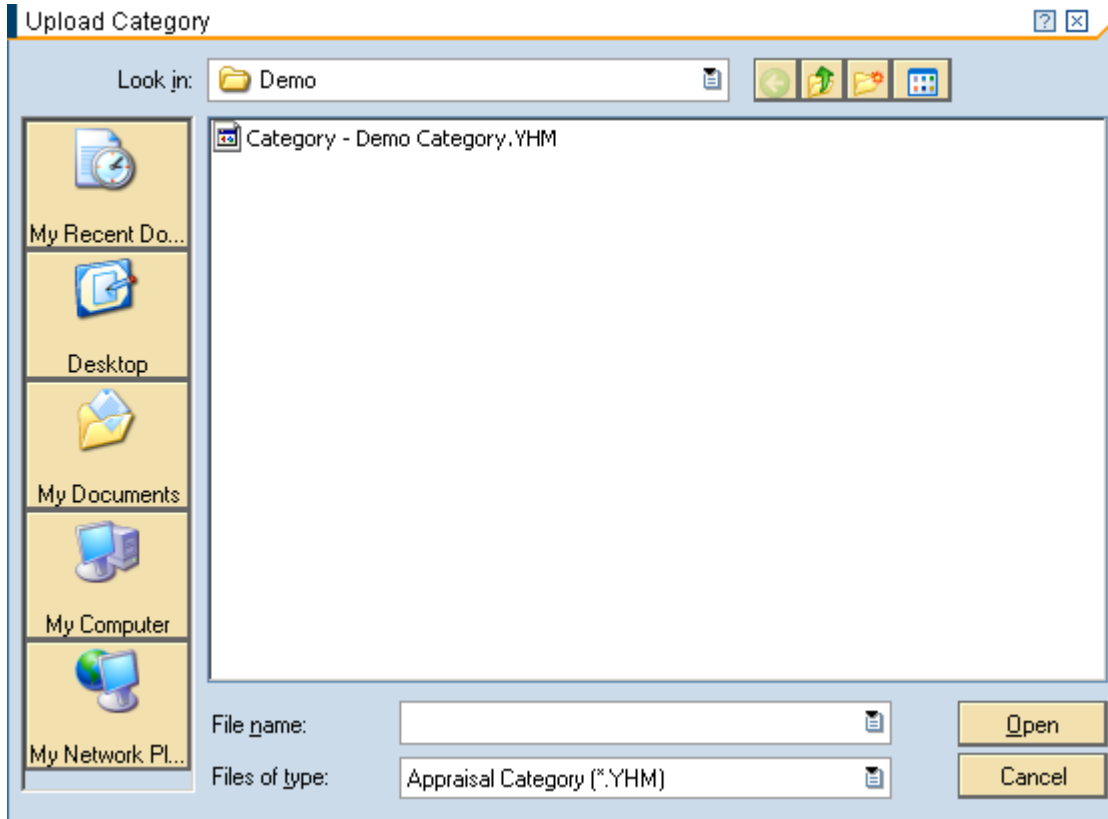 Upload Category
Look in: Demo
Category - Demo Category.YHM
My Recent Do...
Desktop
My Documents
My Computer
My Network Pl...
File name:
Open
Files of type: Appraisal Category (*.YHM)
Cancel